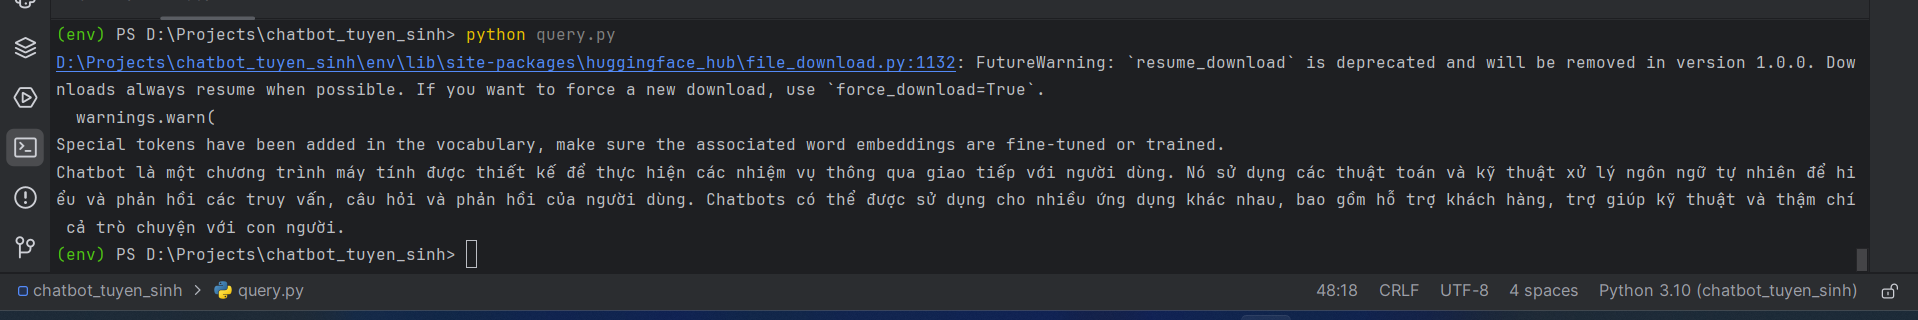 (env) PS D:\Projects\chatbot_tuyen_sinh> python query.py
D:\Projects\chatbot_tuyen_sinh\env\lib\site-packages\huggingface_hub\file_download.py:1132: FutureWarning: `resume_download` is deprecated and will be removed in version 1.0.0. Dow
nloads always resume when possible. If you want to force a new download, use `force_download=True`.
  warnings.warn(
Special tokens have been added in the vocabulary, make sure the associated word embeddings are fine-tuned or trained.
Chatbot là một chương trình máy tính được thiết kế để thực hiện các nhiệm vụ thông qua giao tiếp với người dùng. Nó sử dụng các thuật toán và kỹ thuật xử lý ngôn ngữ tự nhiên để hi
ểu và phản hồi các truy vấn, câu hỏi và phản hồi của người dùng. Chatbots có thể được sử dụng cho nhiều ứng dụng khác nhau, bao gồm hỗ trợ khách hàng, trợ giúp kỹ thuật và thậm chí
 cả trò chuyện với con người.
(env) PS D:\Projects\chatbot_tuyen_sinh>
chatbot_tuyen_sinh > query.py 48:18 CRLF UTF-8 4 spaces Python 3.10 (chatbot_tuyen_sinh)